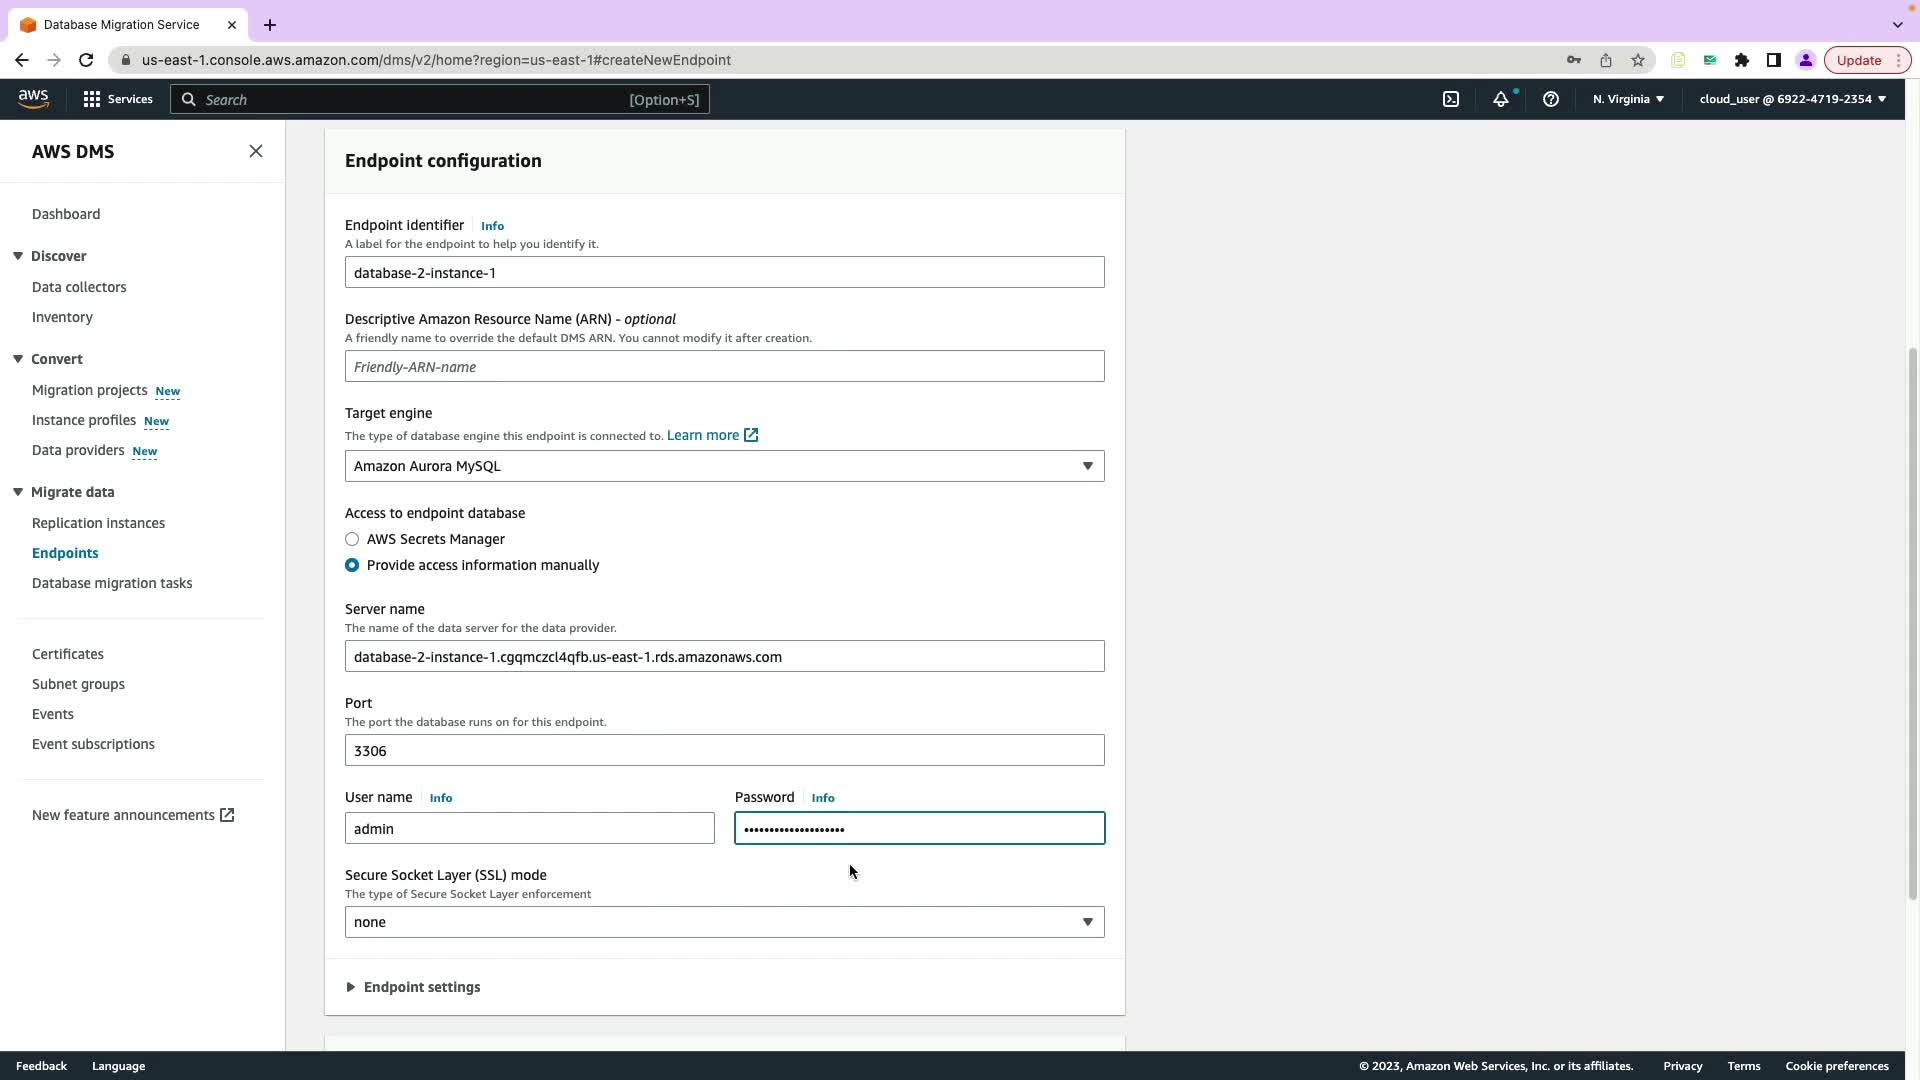 Database Migration Service
us-east-1.console.aws.amazon.com/dms/v2/home?region=us-east-1#createNewEndpoint
Update
aws
Services
Search
[Option+S]
N. Virginia
cloud_user @ 6922-4719-2354
AWS DMS
Dashboard
Discover
Data collectors
Inventory
Convert
Migration projects New
Instance profiles New
Data providers New
Migrate data
Replication instances
Endpoints
Database migration tasks
Certificates
Subnet groups
Events
Event subscriptions
New feature announcements
Endpoint configuration
Endpoint identifier Info
A label for the endpoint to help you identify it.
database-2-instance-1
Descriptive Amazon Resource Name (ARN) - optional
A friendly name to override the default DMS ARN. You cannot modify it after creation.
Friendly-ARN-name
Target engine
The type of database engine this endpoint is connected to. Learn more
Amazon Aurora MySQL
Access to endpoint database
AWS Secrets Manager
Provide access information manually
Server name
The name of the data server for the data provider.
database-2-instance-1.cgqmczcl4qfb.us-east-1.rds.amazonaws.com
Port
The port the database runs on for this endpoint.
3306
User name Info
Password Info
admin
••••••••••••••••••••
Secure Socket Layer (SSL) mode
The type of Secure Socket Layer enforcement
none
Endpoint settings
Feedback
Language
© 2023, Amazon Web Services, Inc. or its affiliates.
Privacy
Terms
Cookie preferences